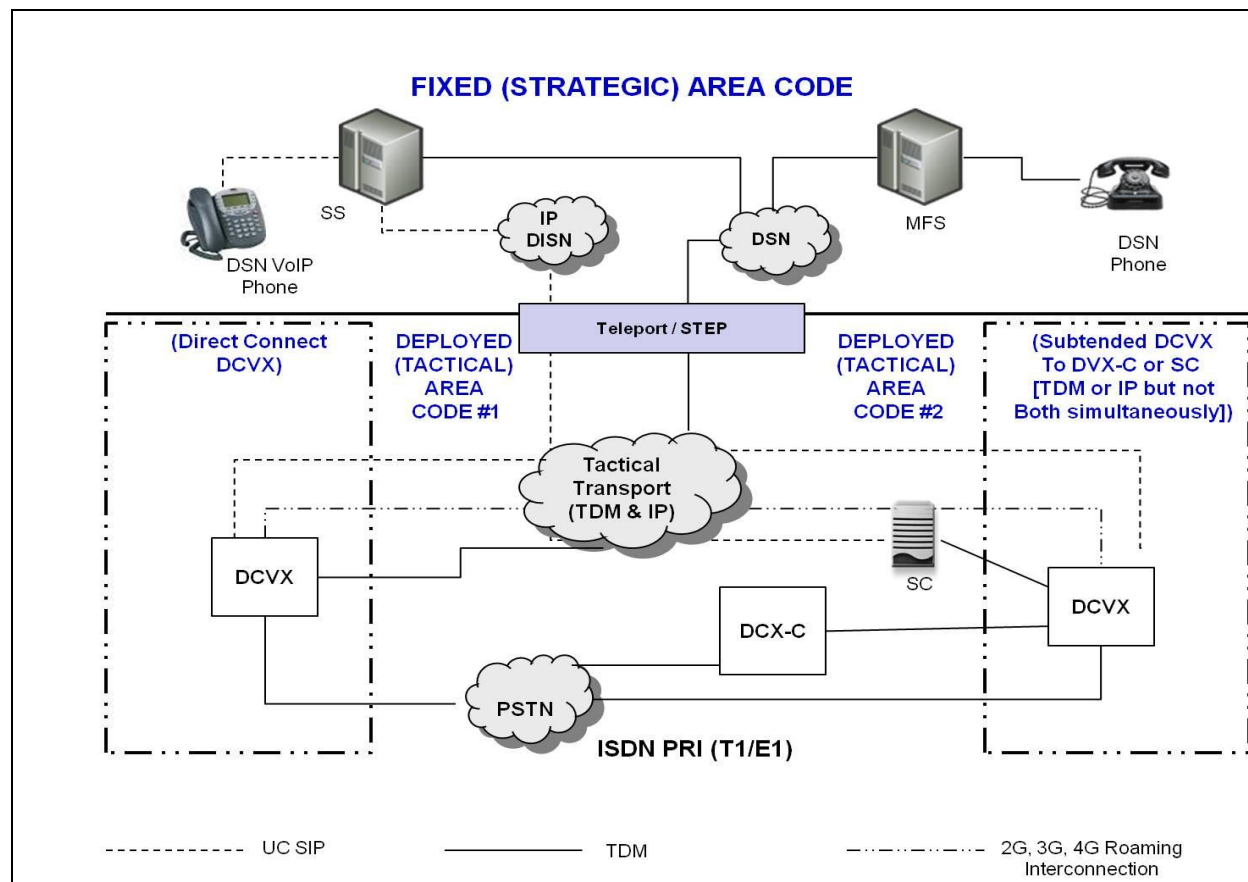 FIXED (STRATEGIC) AREA CODE
SS
MFS
IP
DISN
DSN
DSN VoIP
Phone
DSN
Phone
Teleport / STEP
(Direct Connect
DCVX)
DEPLOYED
(TACTICAL)
AREA
CODE #1
DEPLOYED
(TACTICAL)
AREA
CODE #2
(Subtended DCVX
To DVX-C or SC
[TDM or IP but not
Both simultaneously])
Tactical
Transport
(TDM & IP)
DCVX
SC
DCX-C
DCVX
PSTN
ISDN PRI (T1/E1)
UC SIP
TDM
2G, 3G, 4G Roaming
Interconnection